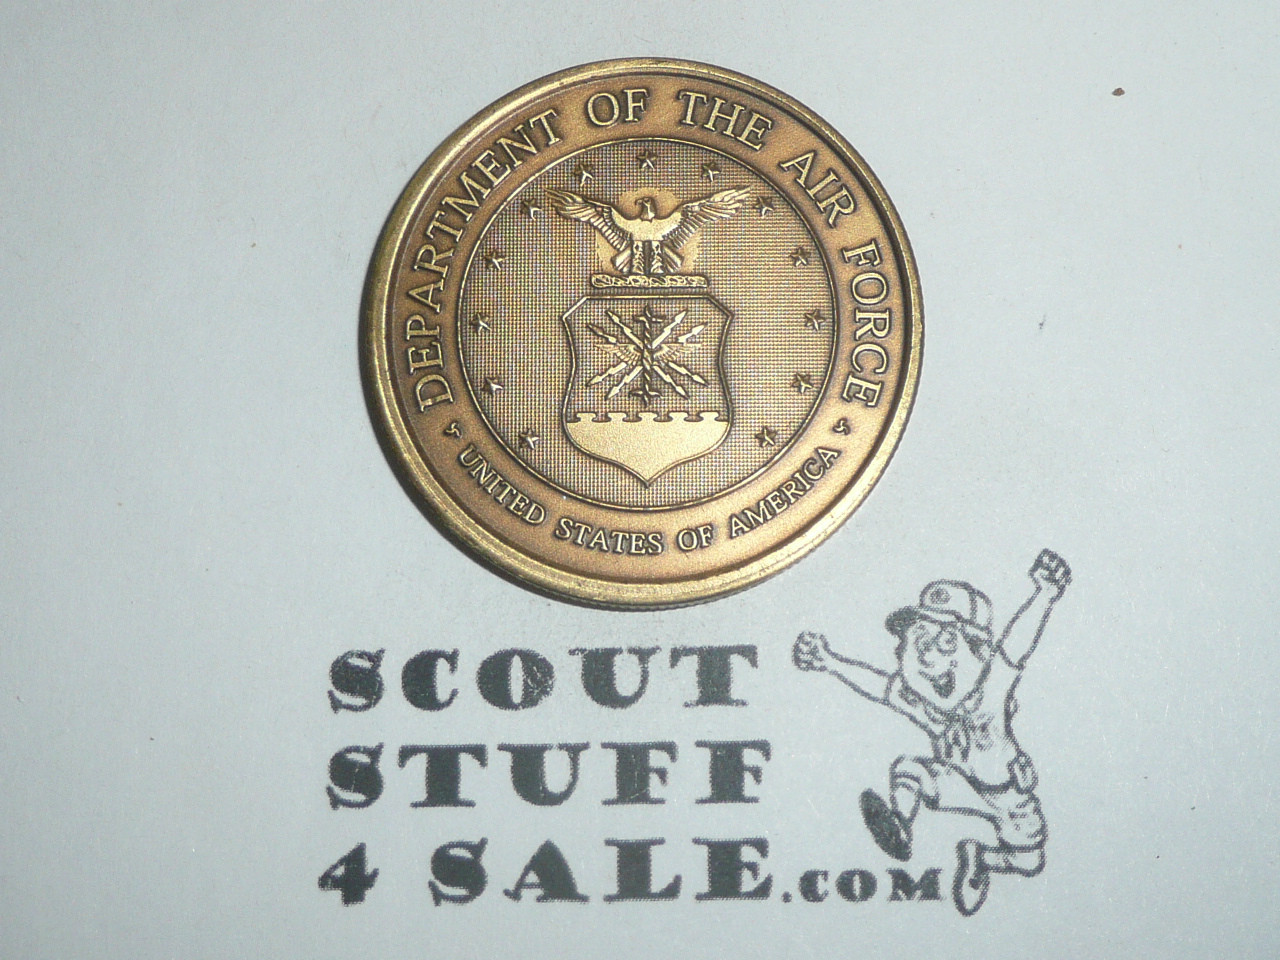 DEPARTMENT OF THE AIR FORCE
UNITED STATES OF AMERICA
SCOUT
STUFF
4 SALE.COM